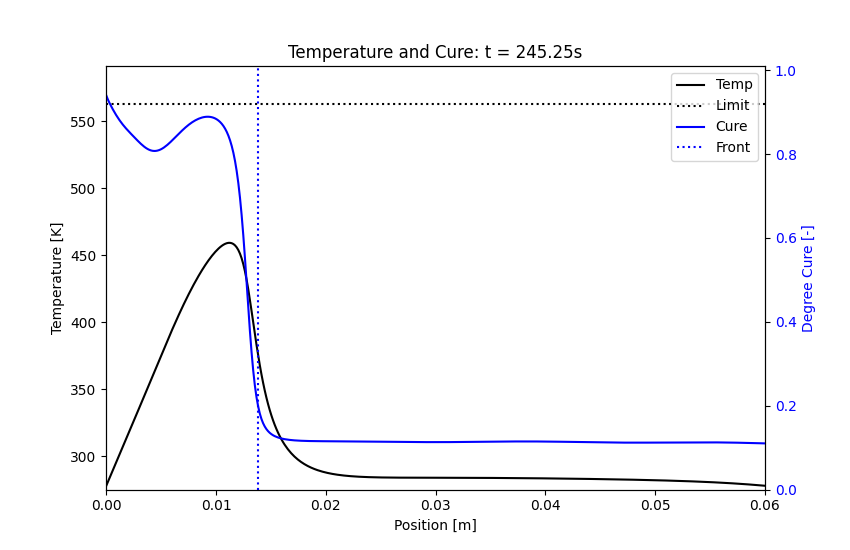 Temperature and Cure: t = 245.25s
Temperature [K]
550
500
450
400
350
300
Temp
Limit
Cure
Front
1.0
0.8
0.6
0.4
0.2
0.0
Degree Cure [-]
0.00
0.01
0.02
0.03
0.04
0.05
0.06
Position [m]